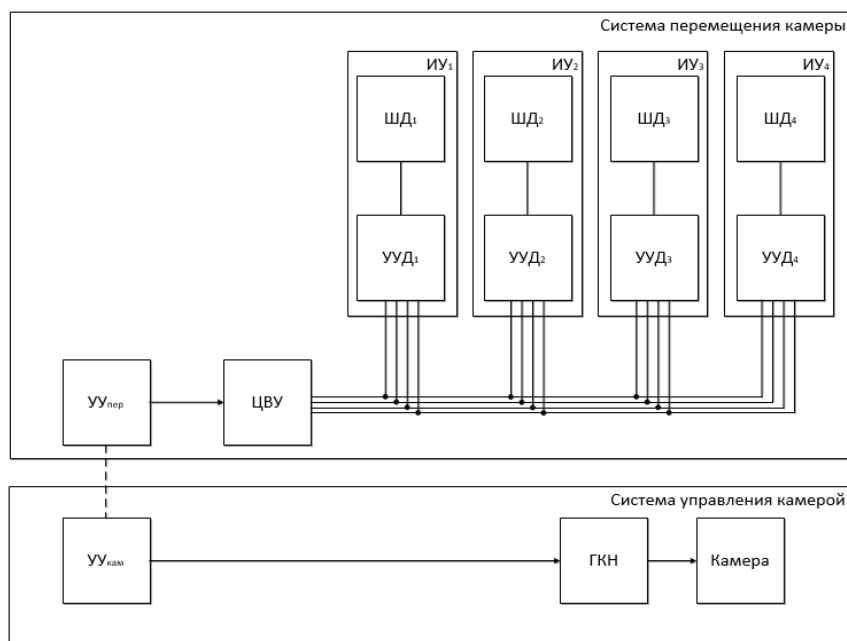 Система перемещения камеры
ИУ₁
ИУ₂
ИУ₃
ИУ₄
ШД₁
ШД₂
ШД₃
ШД₄
УУД₁
УУД₂
УУД₃
УУД₄
УУпер
ЦВУ
Система управления камерой
УУкам
ГКН
Камера